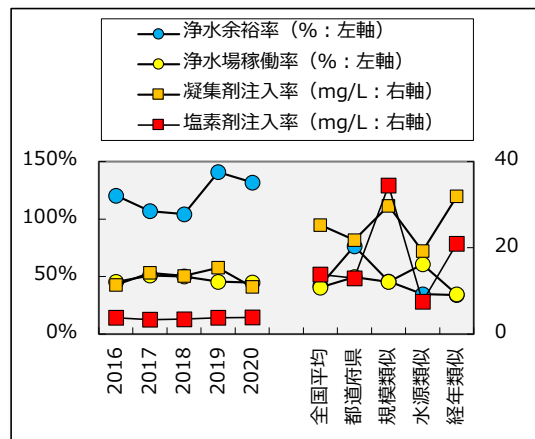 浄水余裕率（%：左軸）
浄水場稼働率（%：左軸）
凝集剤注入率（mg/L：右軸）
塩素剤注入率（mg/L：右軸）
150%
100%
50%
0%
40
20
0
2016
2017
2018
2019
2020
全国平均
都道府県
規模類似
水源類似
経年類似